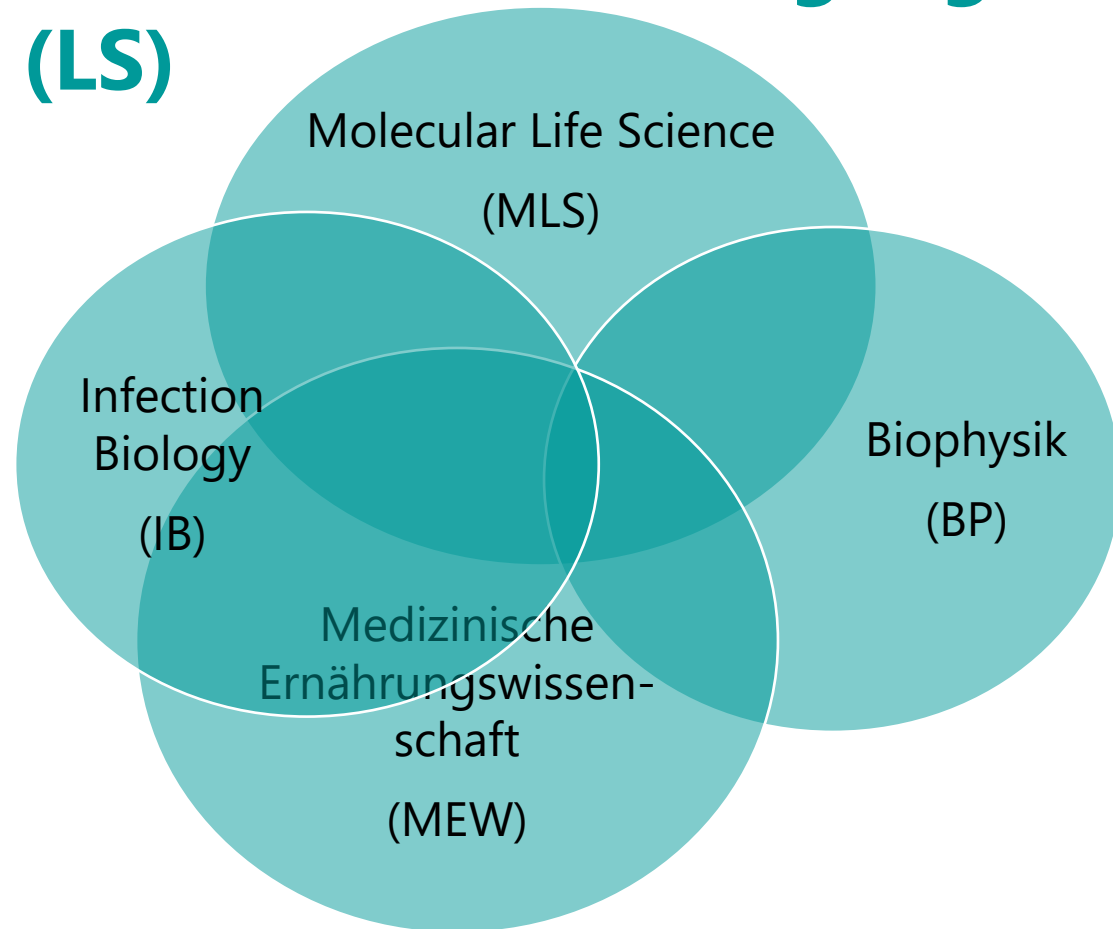 (LS)
Molecular Life Science
(MLS)
Infection
Biology
(IB)
Biophysik
(BP)
Medizinische
Ernährungswissen-
schaft
(MEW)